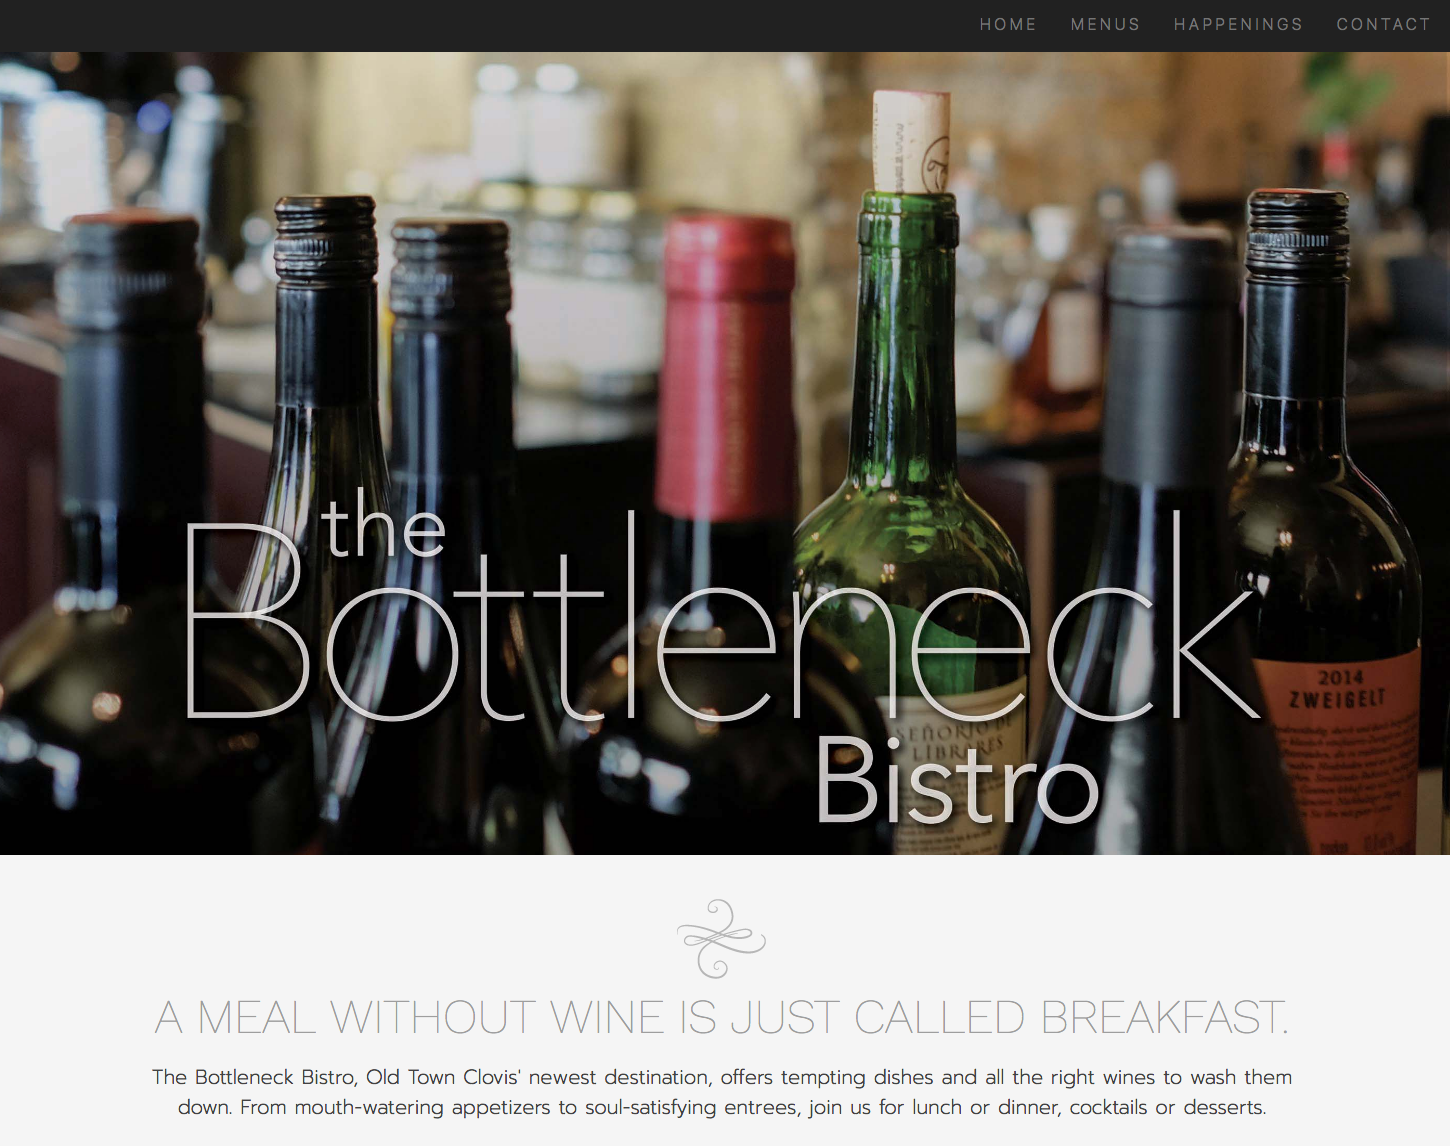 HOME MENUS HAPPENINGS CONTACT
the
Bottleneck
Bistro
2014
ZWEIGELT
SEÑORÍO DE
LIBRARES
A MEAL WITHOUT WINE IS JUST CALLED BREAKFAST.
The Bottleneck Bistro, Old Town Clovis' newest destination, offers tempting dishes and all the right wines to wash them
down. From mouth-watering appetizers to soul-satisfying entrees, join us for lunch or dinner, cocktails or desserts.